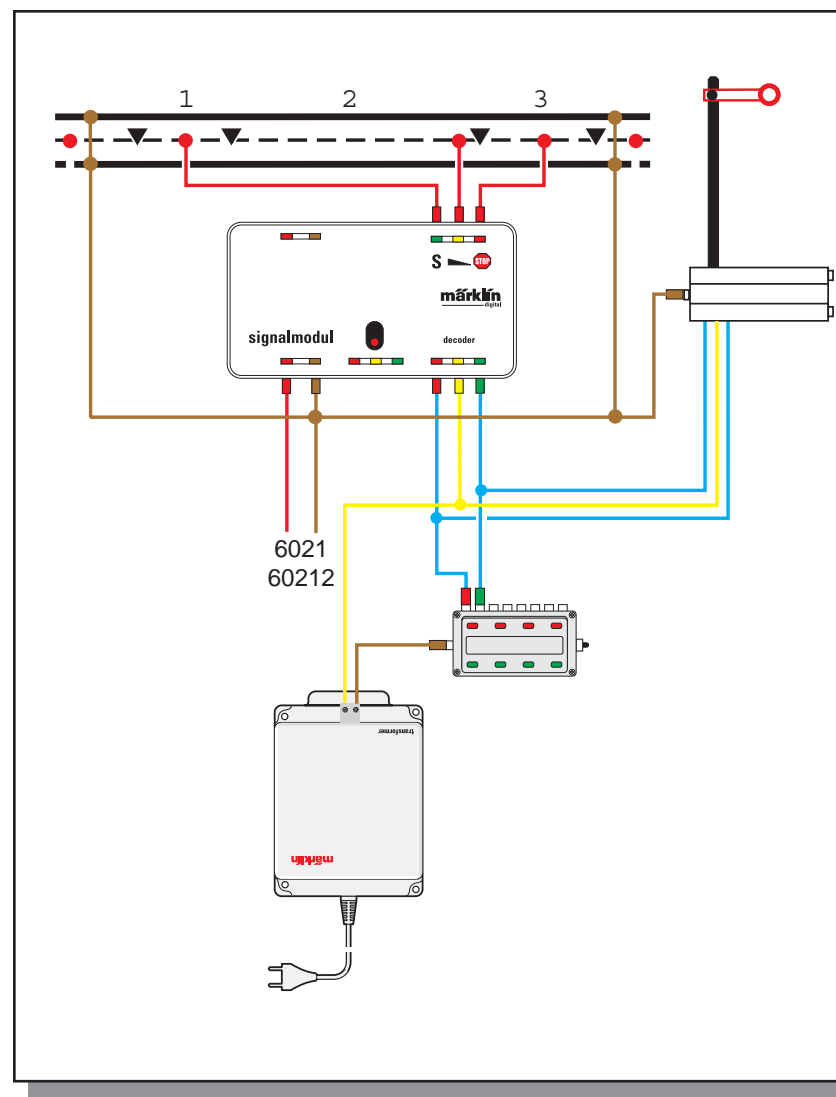 1 2 3
S STOP
märklin
digital
signalmodul
decoder
6021
60212
transformer
märklin